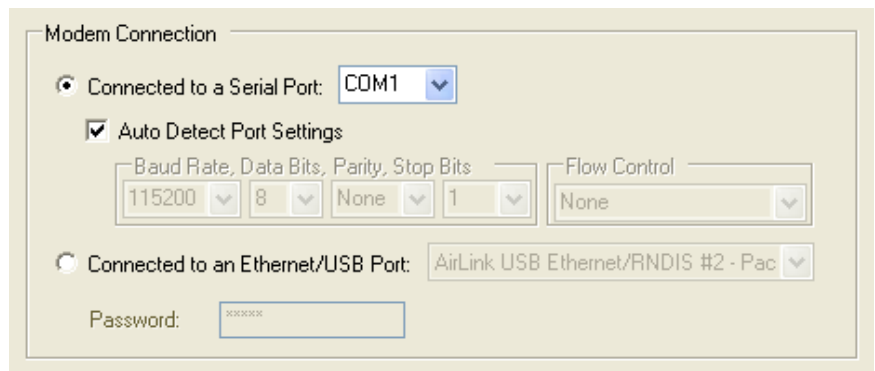 Modem Connection
Connected to a Serial Port: COM1
Auto Detect Port Settings
Baud Rate, Data Bits, Parity, Stop Bits Flow Control
115200 8 None 1 None
Connected to an Ethernet/USB Port: AirLink USB Ethernet/RNDIS #2 - Pac
Password: xxxxx